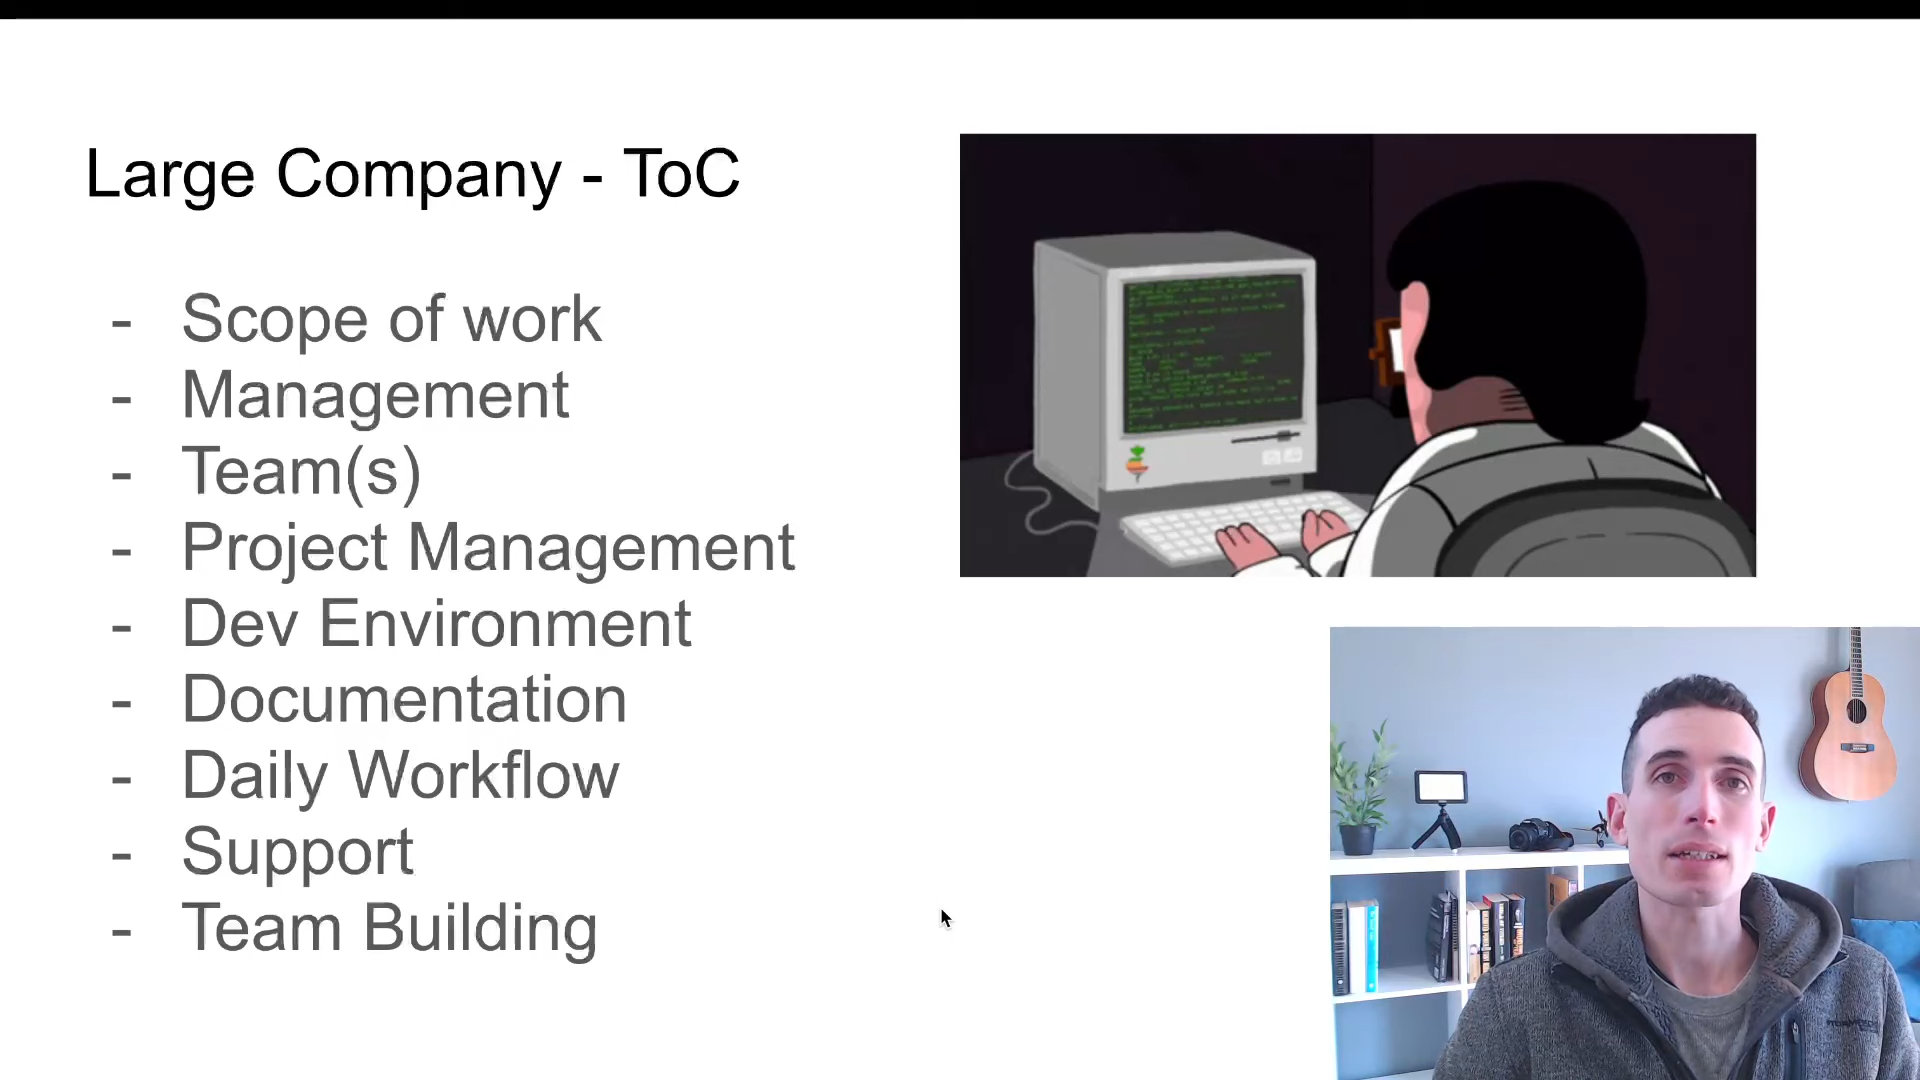 Large Company - ToC
- Scope of work
- Management
- Team(s)
- Project Management
- Dev Environment
- Documentation
- Daily Workflow
- Support
- Team Building